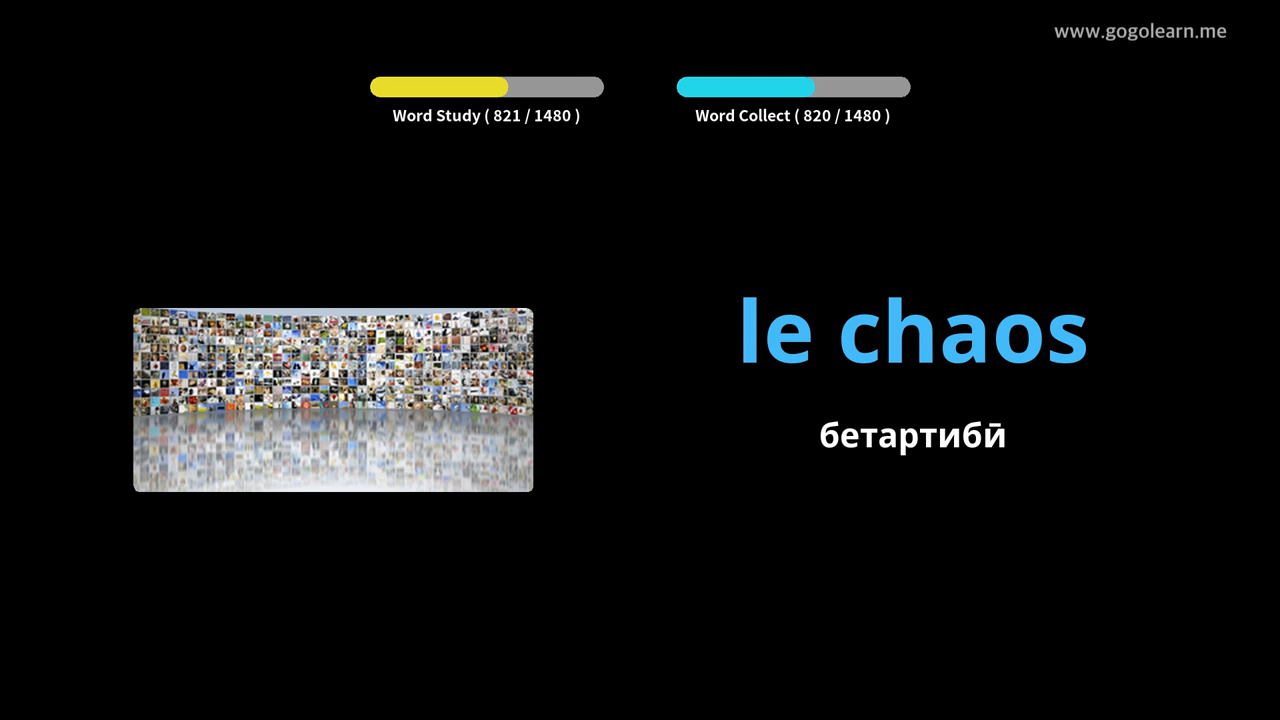 www.gogolearn.me
Word Study ( 821 / 1480 )
Word Collect ( 820 / 1480 )
le chaos
бетартибӣ